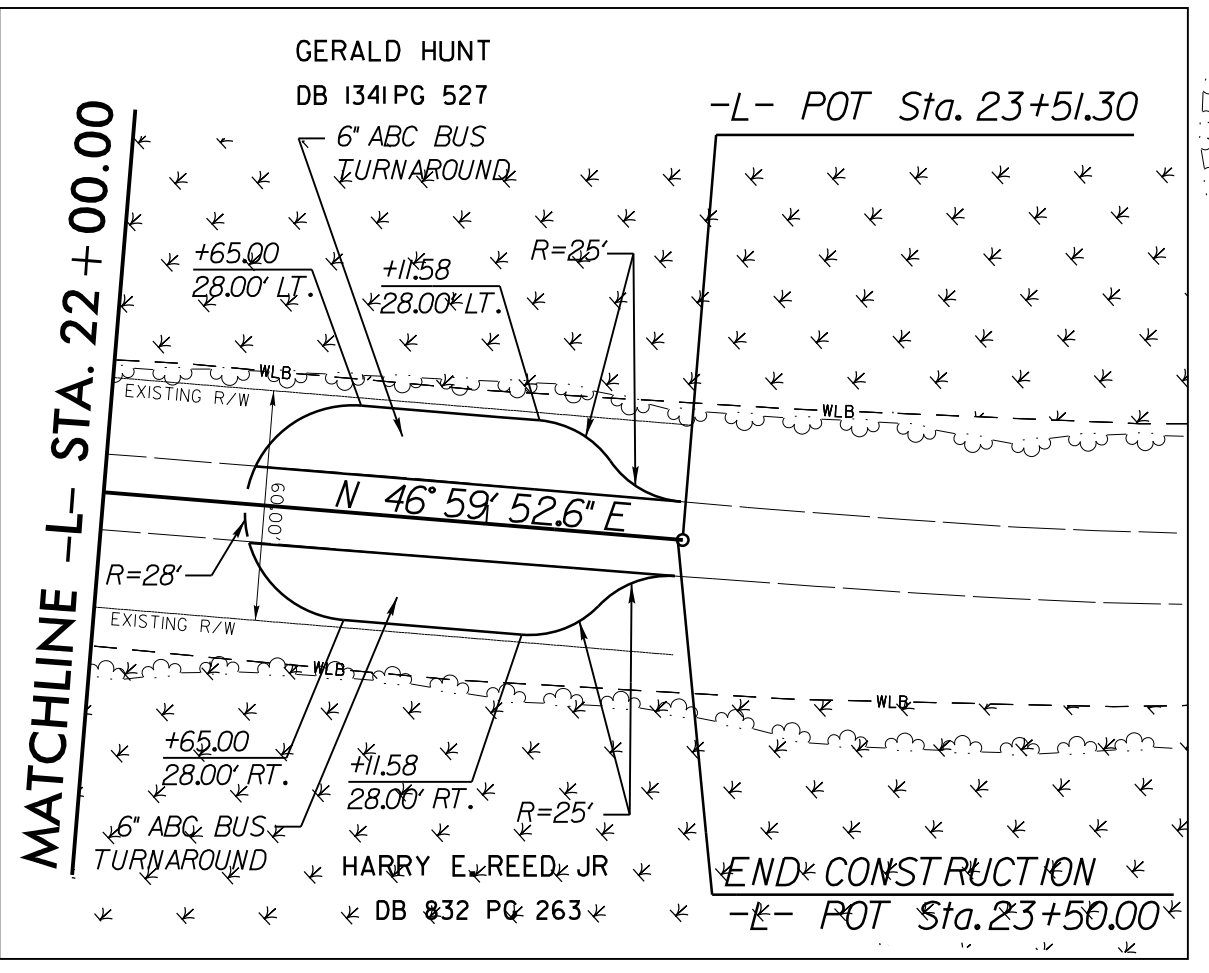 GERALD HUNT
DB 1341 PG 527
6" ABC BUS
TURNAROUND
-L- POT Sta. 23+51.30
MATCHLINE -L- STA. 22+00.00
+65.00
28.00' LT.
+11.58
28.00' LT.
R=25'
WLB
EXISTING R/W
WLB
60.00'
N 46° 59' 52.6" E
R=28'
EXISTING R/W
WLB
WLB
+65.00
28.00' RT.
+11.58
28.00' RT.
R=25'
6" ABC BUS
TURNAROUND
HARRY E. REED, JR
DB 832 PG 263
END CONSTRUCTION
-L- POT Sta. 23+50.00